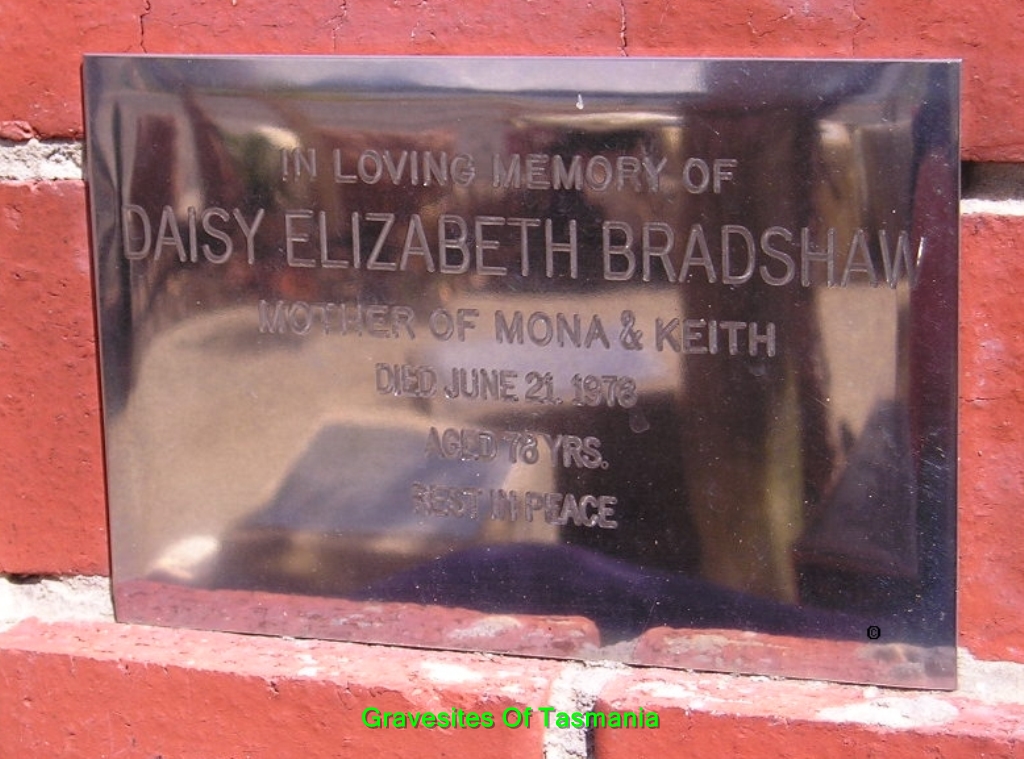 IN LOVING MEMORY OF
DAISY ELIZABETH BRADSHAW
MOTHER OF MONA & KEITH
DIED JUNE 21. 1978
AGED 78 YRS.
REST IN PEACE
©
Gravesites Of Tasmania